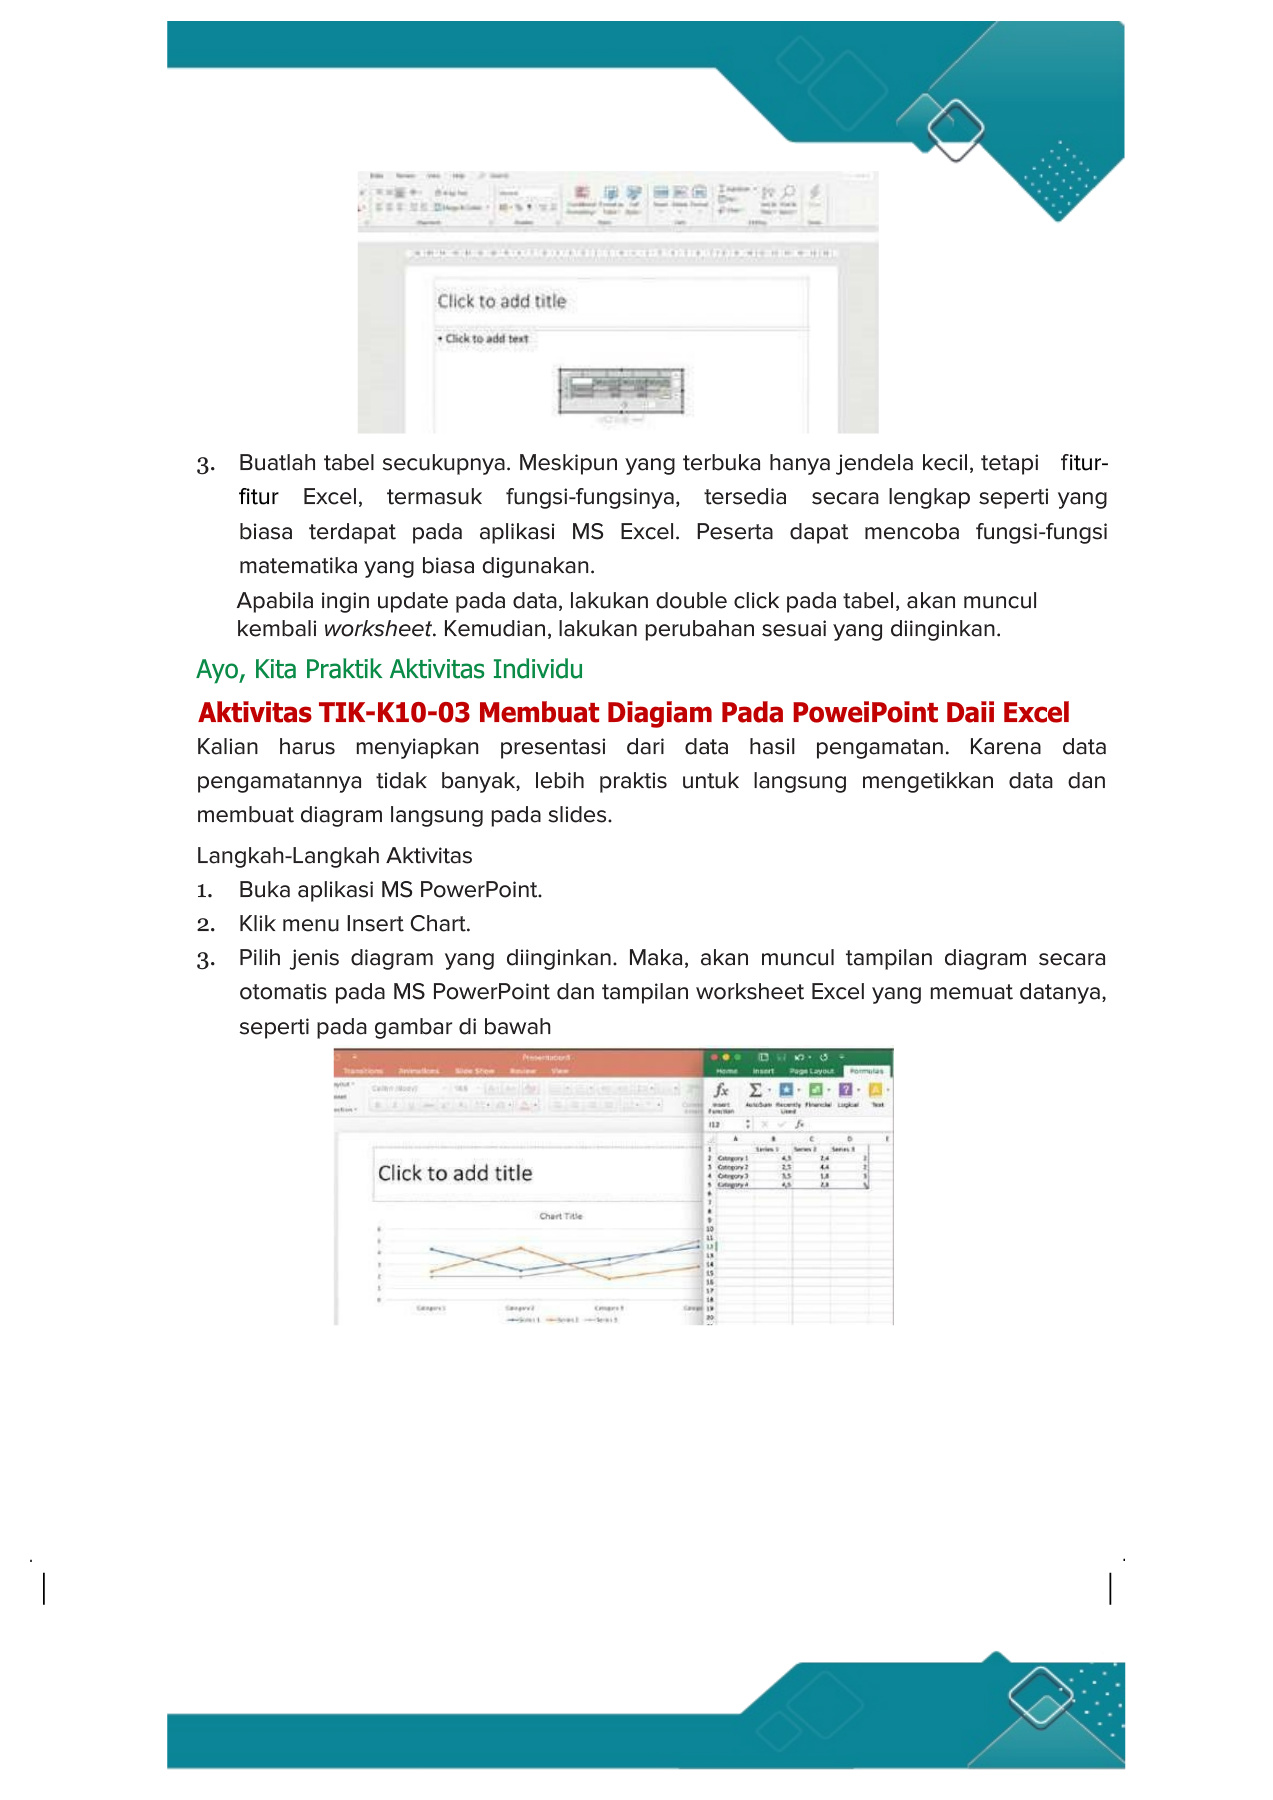 Click to add title
• Click to add text
3. Buatlah tabel secukupnya. Meskipun yang terbuka hanya jendela kecil, tetapi fitur-
fitur Excel, termasuk fungsi-fungsinya, tersedia secara lengkap seperti yang
biasa terdapat pada aplikasi MS Excel. Peserta dapat mencoba fungsi-fungsi
matematika yang biasa digunakan.
Apabila ingin update pada data, lakukan double click pada tabel, akan muncul
kembali worksheet. Kemudian, lakukan perubahan sesuai yang diinginkan.
Ayo, Kita Praktik Aktivitas Individu
Aktivitas TIK-K10-03 Membuat Diagiam Pada PoweiPoint Daii Excel
Kalian harus menyiapkan presentasi dari data hasil pengamatan. Karena data
pengamatannya tidak banyak, lebih praktis untuk langsung mengetikkan data dan
membuat diagram langsung pada slides.
Langkah-Langkah Aktivitas
1. Buka aplikasi MS PowerPoint.
2. Klik menu Insert Chart.
3. Pilih jenis diagram yang diinginkan. Maka, akan muncul tampilan diagram secara
otomatis pada MS PowerPoint dan tampilan worksheet Excel yang memuat datanya,
seperti pada gambar di bawah
Presentation1
Transitions Animations Slide Show Review View
Home Insert Page Layout Formulas
Calibri (Body)
Insert Function AutoSum Recently Used Financial Logical Text
I12 fx
A B C D E
Series 1 Series 2 Series 3
Category 1 4,3 2,4 2
Category 2 2,5 4,4 2
Category 3 3,5 1,8 3
Category 4 4,5 2,8 5
Click to add title
Chart Title
Category 1 Category 2 Category 3
Series 1 Series 2 Series 3